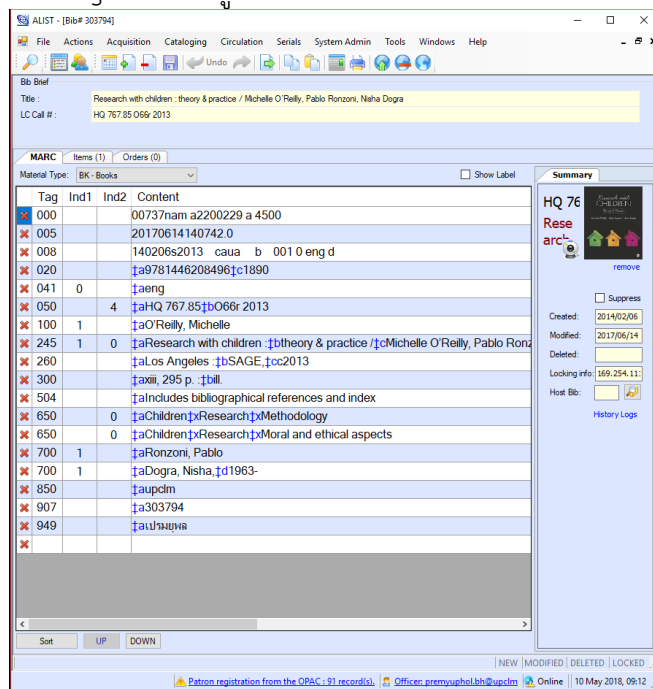 ALIST - [Bib# 303794]
File Actions Acquisition Cataloging Circulation Serials System Admin Tools Windows Help
Undo
Bib Brief
Title : Research with children : theory & practice / Michelle O'Reilly, Pablo Ronzoni, Nisha Dogra
LC Call # : HQ 767.85 O66r 2013
MARC Items (1) Orders (0)
Material Type: BK - Books Show Label Summary
Tag Ind1 Ind2 Content
000 00737nam a2200229 a 4500
005 20170614140742.0
008 140206s2013 caua b 001 0 eng d
020 ‡a9781446208496‡c1890
041 0 ‡aeng
050 4 ‡aHQ 767.85‡bO66r 2013
100 1 ‡aO'Reilly, Michelle
245 1 0 ‡aResearch with children :‡btheory & practice /‡cMichelle O'Reilly, Pablo Ronz
260 ‡aLos Angeles :‡bSAGE,‡cc2013
300 ‡axiii, 295 p. :‡bill.
504 ‡aIncludes bibliographical references and index
650 0 ‡aChildren‡xResearch‡xMethodology
650 0 ‡aChildren‡xResearch‡xMoral and ethical aspects
700 1 ‡aRonzoni, Pablo
700 1 ‡aDogra, Nisha,‡d1963-
850 ‡aupclm
907 ‡a303794
949 ‡aเปรมยุพล
HQ 76
Rese
arch
Research with
CHILDREN
remove
Suppress
Created: 2014/02/06
Modified: 2017/06/14
Deleted:
Locking info: 169.254.11:
Host Bib:
History Logs
Sort UP DOWN
NEW MODIFIED DELETED LOCKED
Patron registration from the OPAC : 91 record(s). Officer: premyuphol.bh@upclm Online 10 May 2018, 09:12